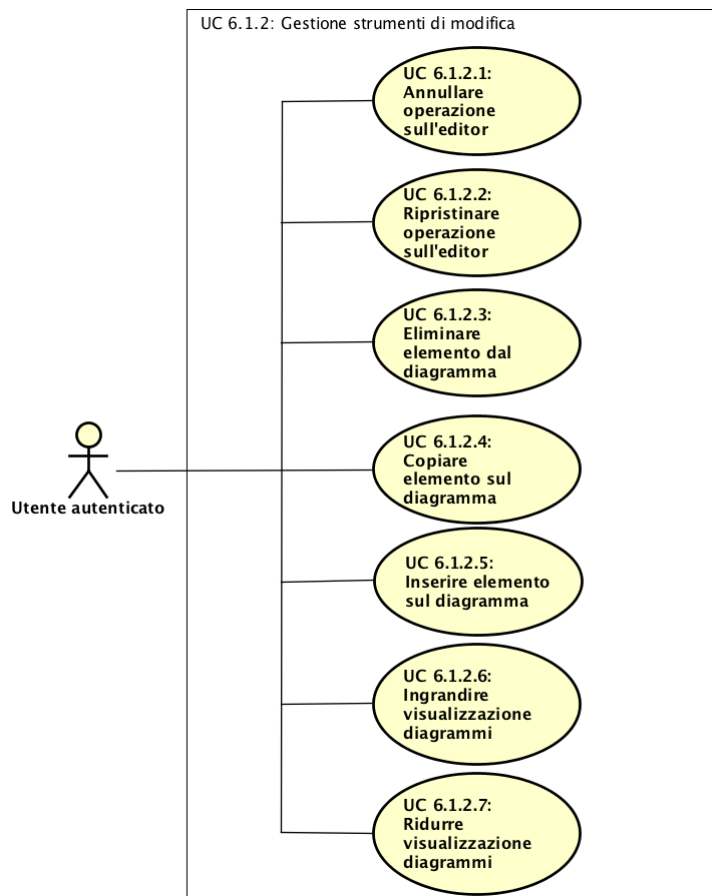 UC 6.1.2: Gestione strumenti di modifica
UC 6.1.2.1:
Annullare
operazione
sull'editor
UC 6.1.2.2:
Ripristinare
operazione
sull'editor
UC 6.1.2.3:
Eliminare
elemento dal
diagramma
UC 6.1.2.4:
Copiare
elemento sul
diagramma
Utente autenticato
UC 6.1.2.5:
Inserire elemento
sul diagramma
UC 6.1.2.6:
Ingrandire
visualizzazione
diagrammi
UC 6.1.2.7:
Ridurre
visualizzazione
diagrammi